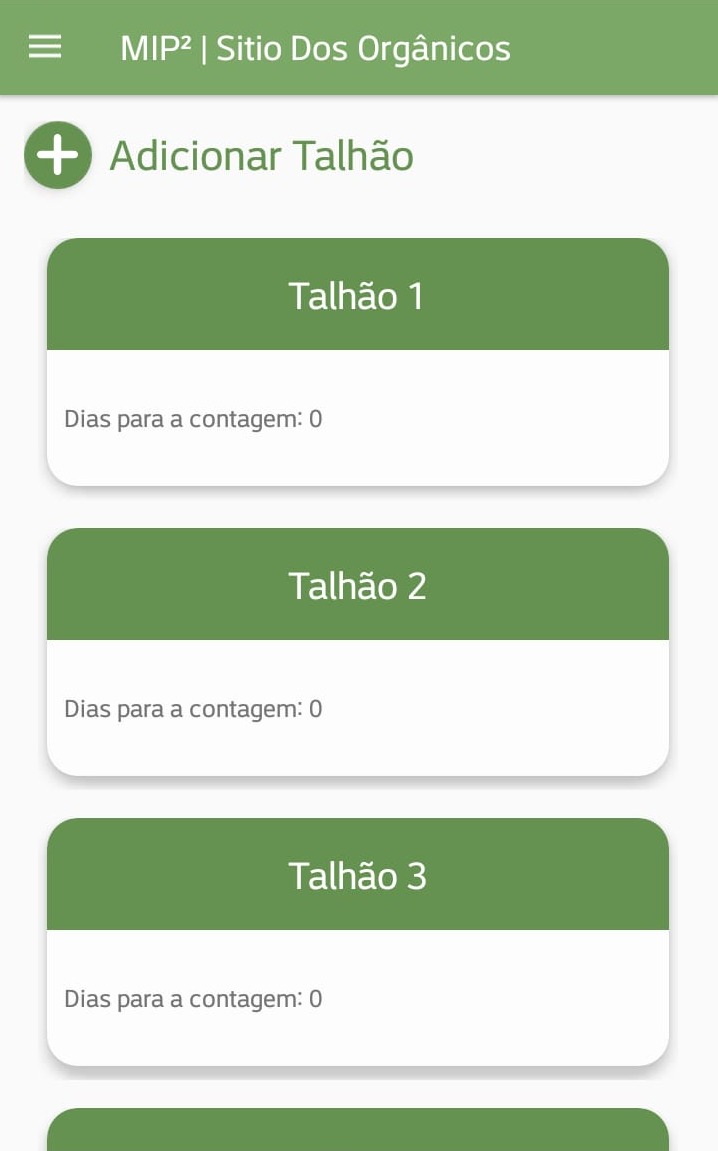 MIP² | Sitio Dos Orgânicos
Adicionar Talhão
Talhão 1
Dias para a contagem: 0
Talhão 2
Dias para a contagem: 0
Talhão 3
Dias para a contagem: 0